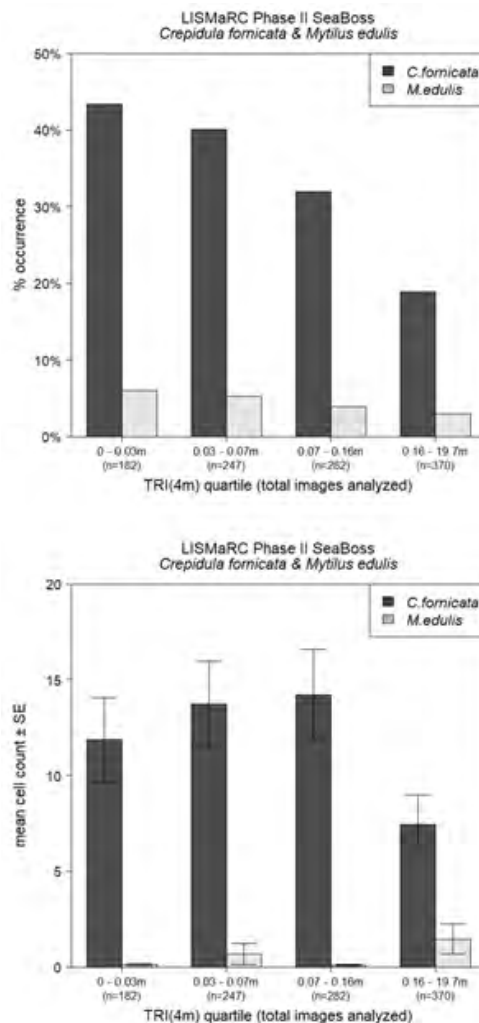 LISMaRC Phase II SeaBoss
Crepidula fornicata & Mytilus edulis
50%
40%
30%
20%
10%
0%
% occurrence
C.fornicata
M.edulis
0 - 0.03m
(n=182)
0.03 - 0.07m
(n=247)
0.07 - 0.16m
(n=282)
0.16 - 19.7m
(n=370)
TRI(4m) quartile (total images analyzed)
LISMaRC Phase II SeaBoss
Crepidula fornicata & Mytilus edulis
20
15
10
5
0
mean cell count ± SE
C.fornicata
M.edulis
0 - 0.03m
(n=182)
0.03 - 0.07m
(n=247)
0.07 - 0.16m
(n=282)
0.16 - 19.7m
(n=370)
TRI(4m) quartile (total images analyzed)